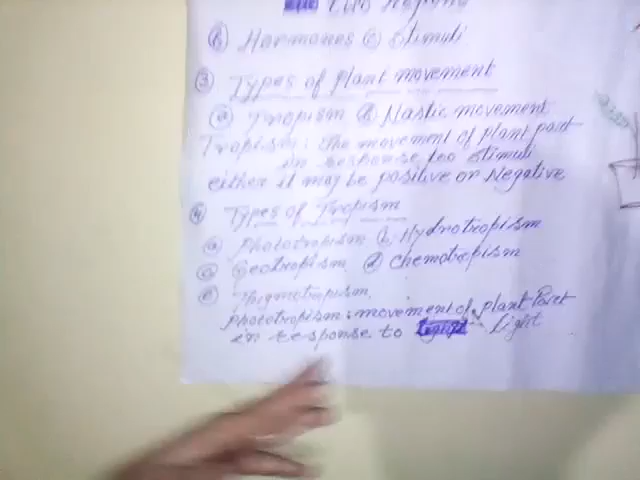 (b) Harmones (c) Stimuli
(3) Types of plant movement
(a) Tropism (b) Nastic movement
Tropism: the movement of plant part
in response too stimuli
either it may be positive or Negative
(4) Types of Tropism
(a) Phototropism (b) Hydrotropism
(c) Geotropism (d) chemotropism
(e) Thigmotropism
Phototropism: movement of plant Part
in response to Light